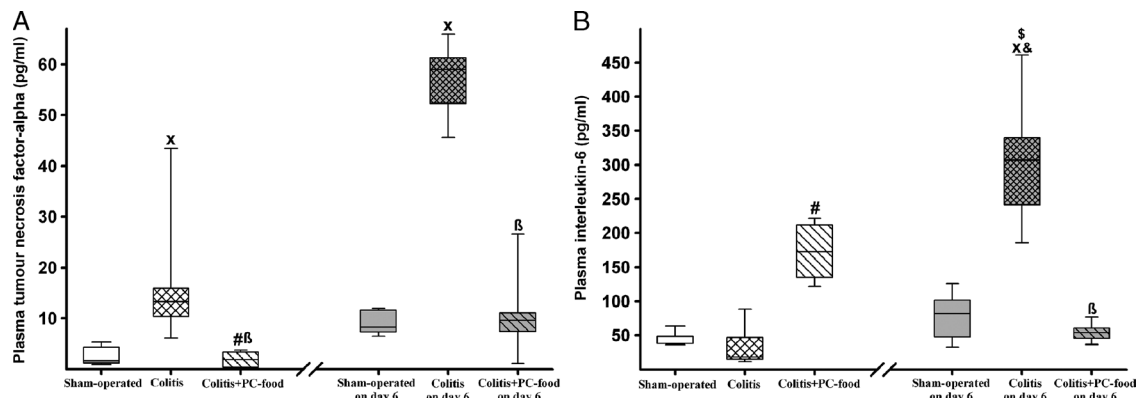 A
Plasma tumour necrosis factor-alpha (pg/ml)
60
50
40
30
20
10
x
#ß
x
ß
Sham-operated
Colitis
Colitis+PC-food
Sham-operated
on day 6
Colitis
on day 6
Colitis+PC-food
on day 6
B
Plasma interleukin-6 (pg/ml)
450
400
350
300
250
200
150
100
50
#
$
x&
ß
Sham-operated
Colitis
Colitis+PC-food
Sham-operated
on day 6
Colitis
on day 6
Colitis+PC-food
on day 6